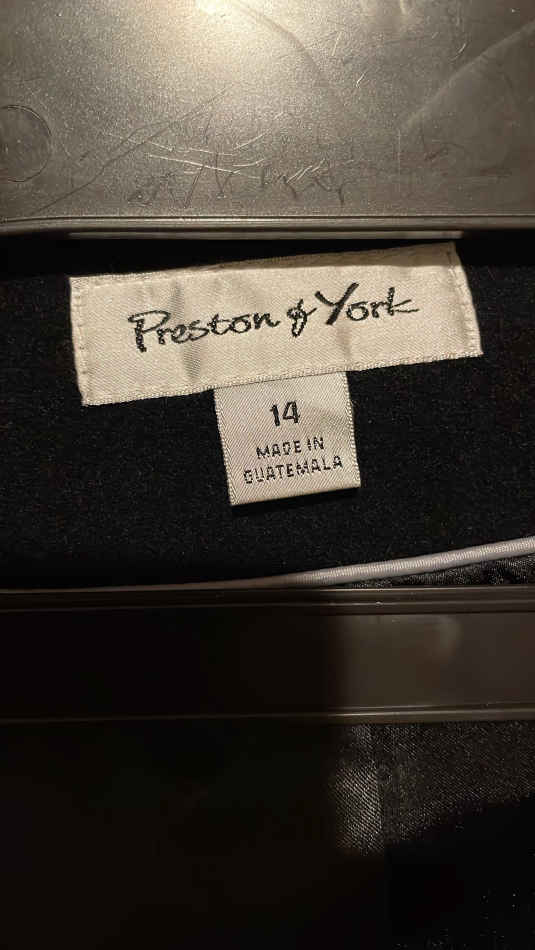 Preston & York
14
MADE IN
GUATEMALA